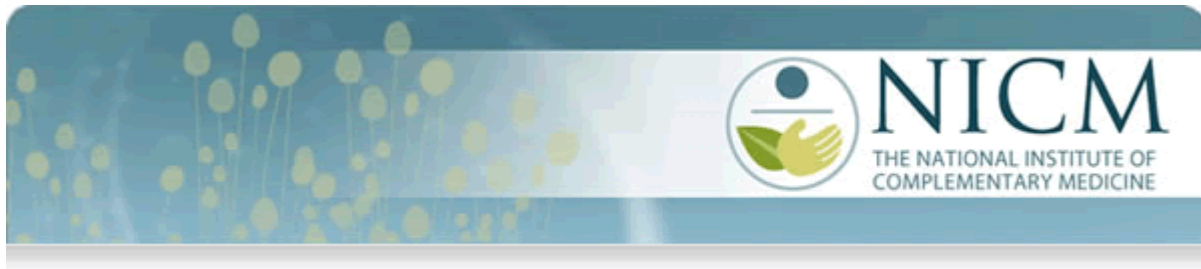 NICM
THE NATIONAL INSTITUTE OF
COMPLEMENTARY MEDICINE